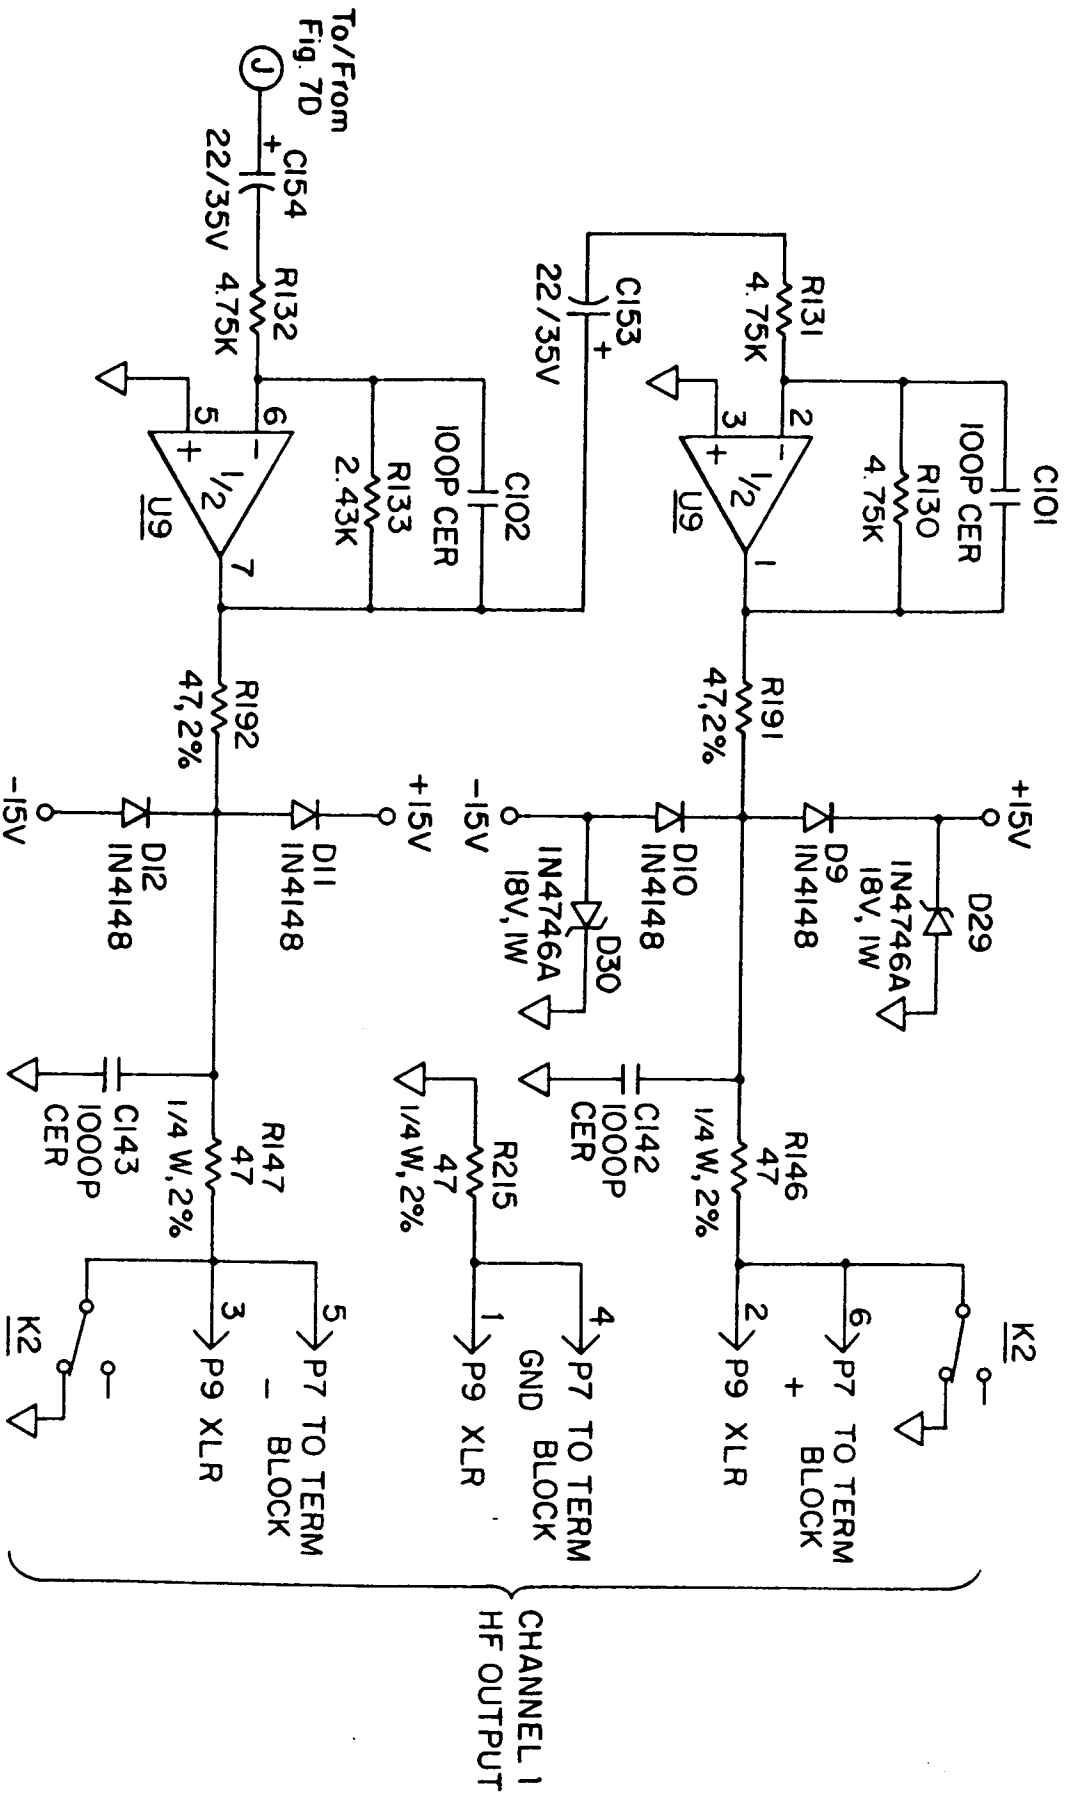 To/From
Fig. 7D
J
+ C154
22/35V
R132
4.75K
C153
22/35V
+
R131
4.75K
C101
100P CER
R130
4.75K
2
3
-
+
1/2
U9
1
C102
100P CER
R133
2.43K
6
5
-
+
1/2
U9
7
R191
47,2%
R192
47,2%
+15V
D29
1N4746A
18V, 1W
D9
1N4148
D10
1N4148
-15V
D30
1N4746A
18V, 1W
+15V
D11
1N4148
D12
1N4148
-15V
C142
1000P
CER
R146
47
1/4W,2%
R215
47
1/4W,2%
C143
1000P
CER
R147
47
1/4W,2%
K2
6
P7 TO TERM
+ BLOCK
2
P9 XLR
4
P7 TO TERM
GND BLOCK
1
P9 XLR
5
P7 TO TERM
- BLOCK
3
P9 XLR
K2
CHANNEL 1
HF OUTPUT